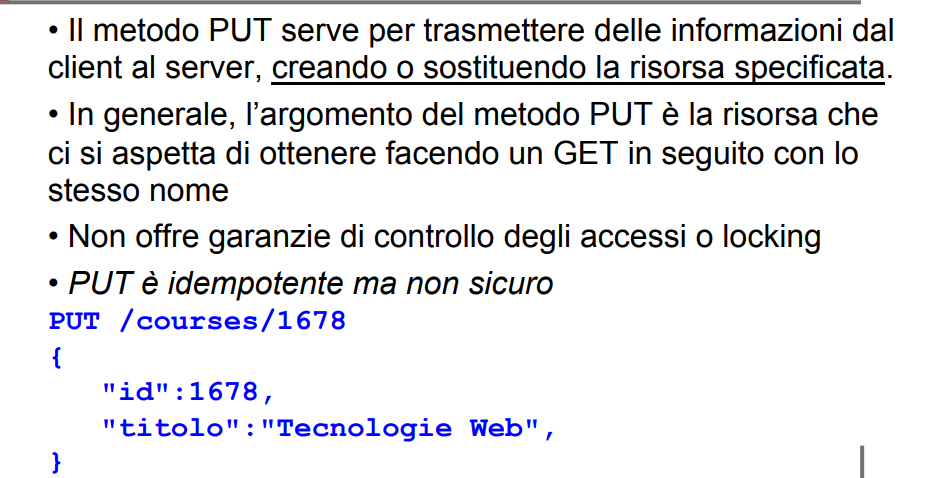 • Il metodo PUT serve per trasmettere delle informazioni dal
client al server, creando o sostituendo la risorsa specificata.
• In generale, l’argomento del metodo PUT è la risorsa che
ci si aspetta di ottenere facendo un GET in seguito con lo
stesso nome
• Non offre garanzie di controllo degli accessi o locking
• PUT è idempotente ma non sicuro
PUT /courses/1678
{
"id":1678,
"titolo":"Tecnologie Web",
}